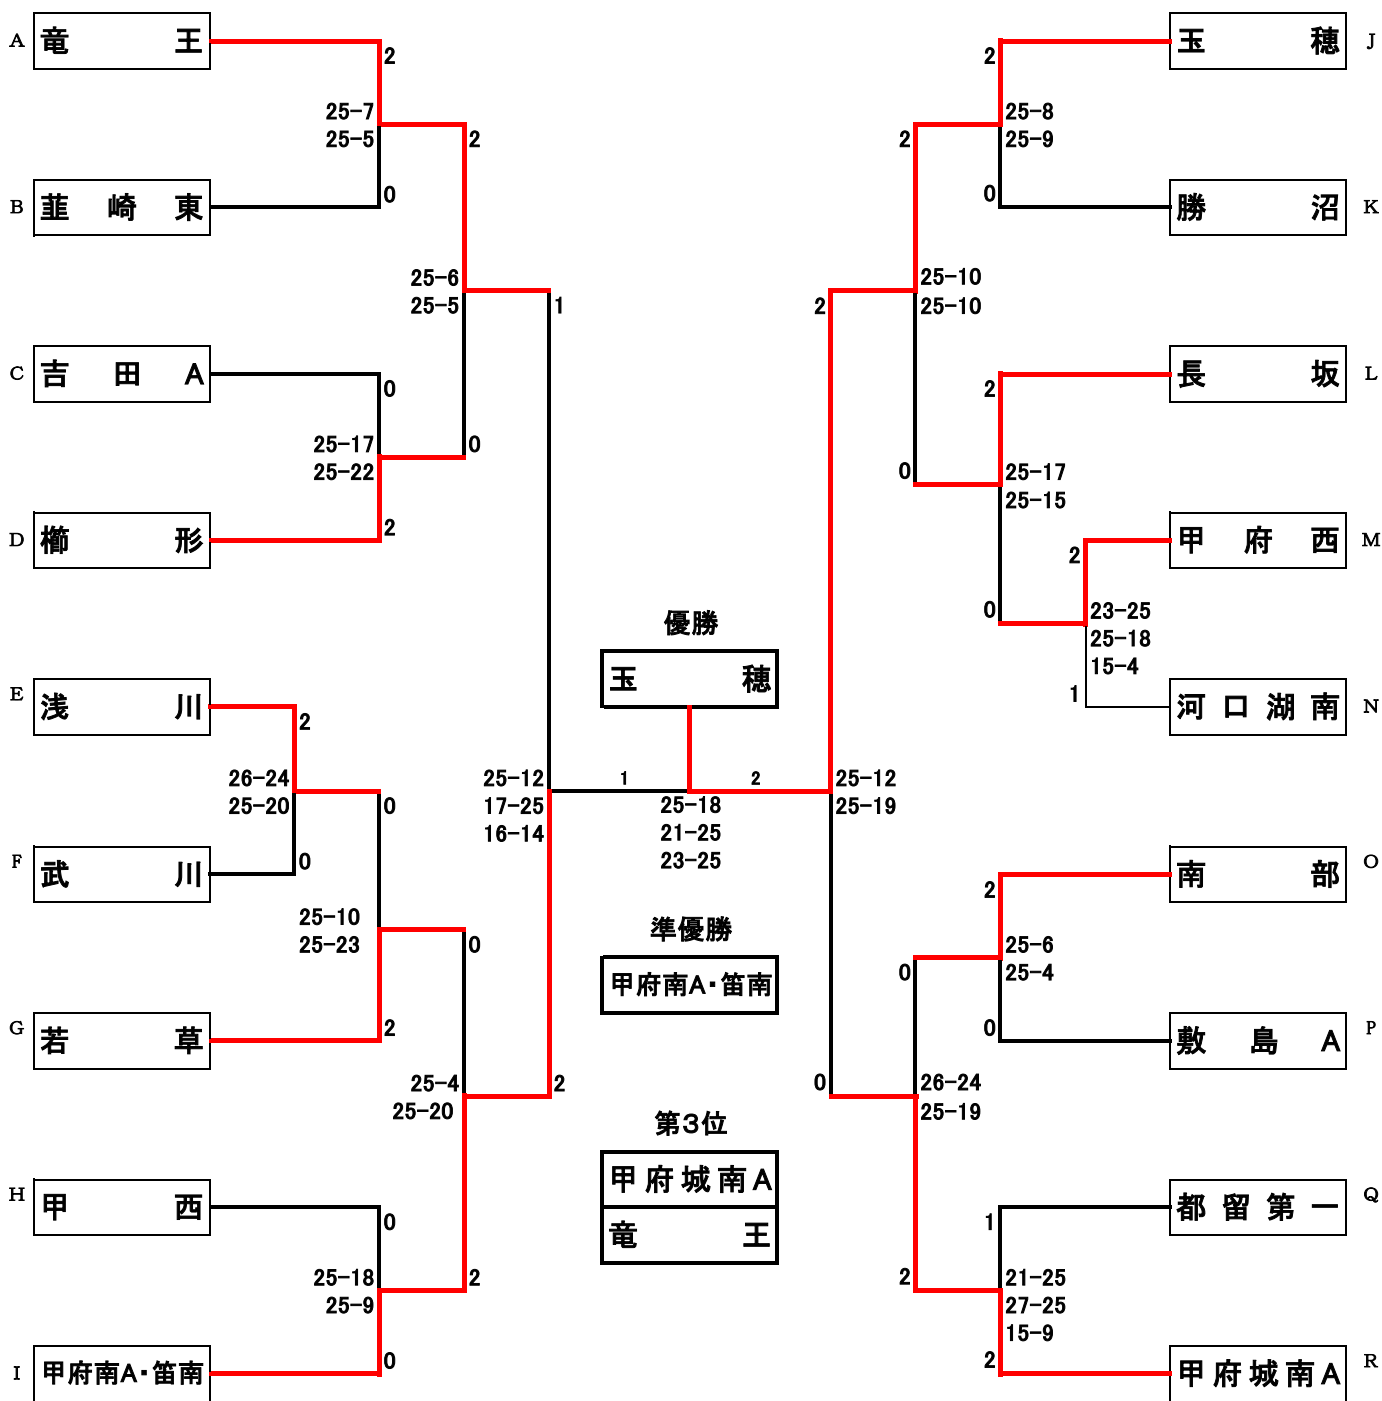 A 竜王
2
25-7
25-5
2
B 韮崎東
0
25-6
25-5
1
C 吉田A
0
25-17
25-22
0
D 櫛形
2
E 浅川
2
26-24
25-20
0
F 武川
0
25-10
25-23
0
G 若草
2
25-4
25-20
2
H 甲西
0
25-18
25-9
2
I 甲府南A・笛南
0
25-12
17-25
16-14
優勝
玉穂
1 2
25-18
21-25
23-25
準優勝
甲府南A・笛南
第3位
甲府城南A
竜王
玉穂 J
2
25-8
25-9
2
勝沼 K
0
25-10
25-10
2
長坂 L
2
25-17
25-15
0
甲府西 M
2
0
23-25
25-18
15-4
河口湖南 N
1
25-12
25-19
南部 O
2
25-6
25-4
0
敷島A P
0
26-24
25-19
0
都留第一 Q
1
21-25
27-25
15-9
2
甲府城南A R
2